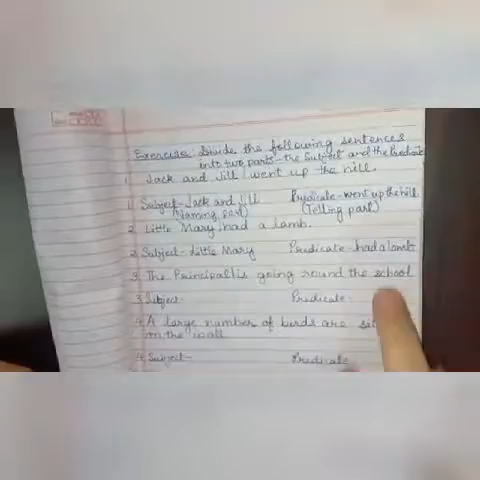 Exercise: Divide the following sentences
into two parts - the Subject and the Predicate
1 Jack and Jill / went up the hill.
1. Subject - Jack and Jill Predicate - went up the hill
(Naming part) (Telling part)
2. Little Mary / had a lamb.
2. Subject - Little Mary Predicate - had a lamb
3 The Principal / is going round the school
3 Subject - Predicate -
4. A large number of birds are
on the wall
4. Subject - Predicate